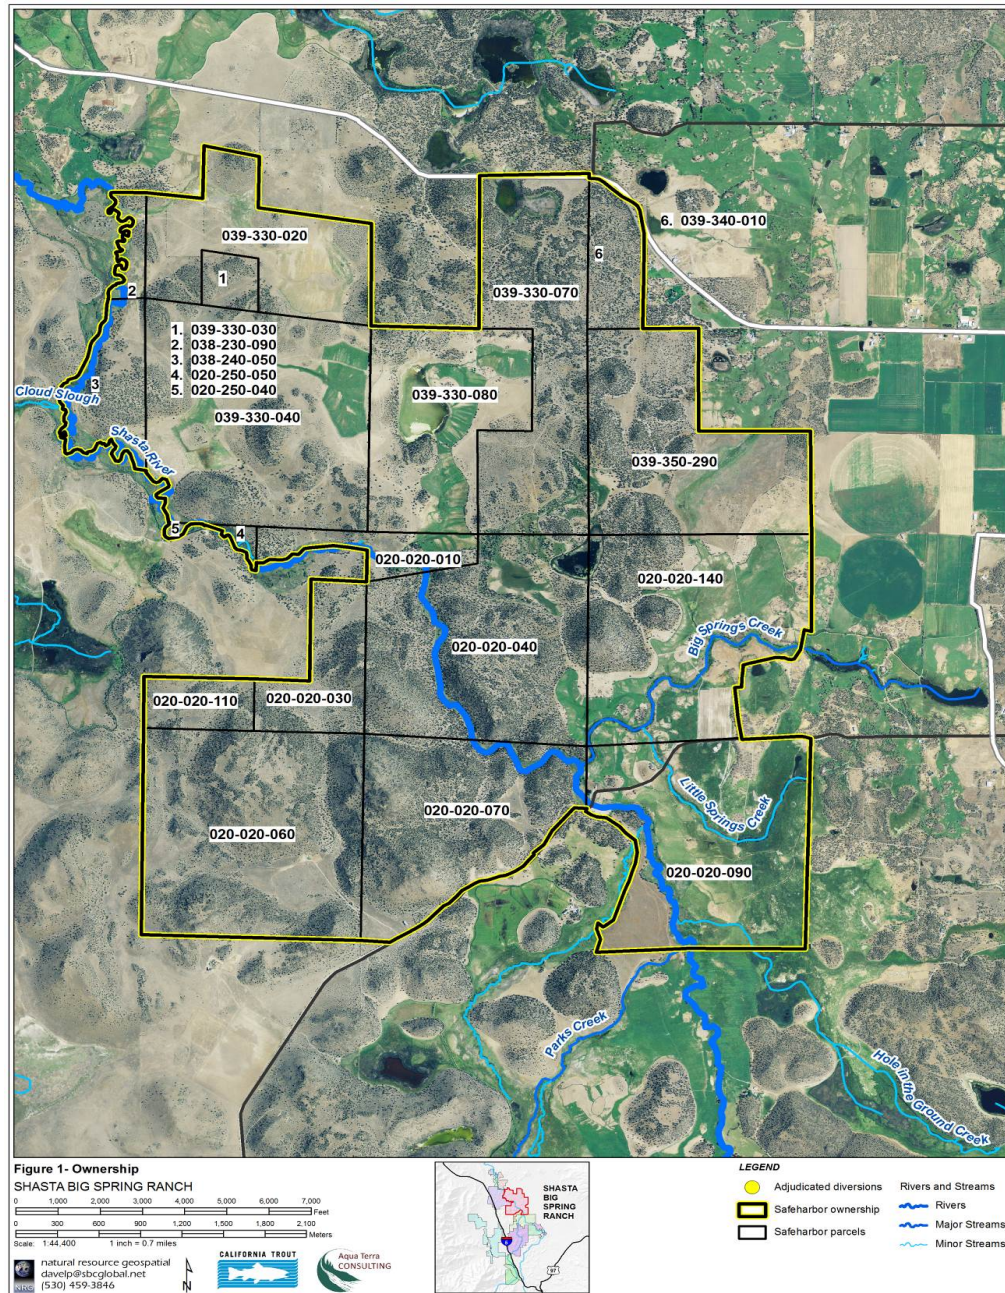 039-330-020
6. 039-340-010
1
6
2
039-330-070
1. 039-330-030
2. 038-230-090
3. 038-240-050
4. 020-250-050
5. 020-250-040
3
Cloud Slough
039-330-080
039-330-040
Shasta River
039-350-290
5
4
020-020-010
020-020-140
Big Springs Creek
020-020-040
020-020-110
020-020-030
Little Springs Creek
020-020-070
020-020-060
020-020-090
Parks Creek
Hole in the Ground Creek
Figure 1- Ownership
SHASTA BIG SPRING RANCH
0 1,000 2,000 3,000 4,000 5,000 6,000 7,000
Feet
0 300 600 900 1,200 1,500 1,800 2,100
Meters
Scale: 1:44,400 1 inch = 0.7 miles
NRG
natural resource geospatial
davelp@sbcglobal.net
(530) 459-3846
N
CALIFORNIA TROUT
Aqua Terra
CONSULTING
SHASTA
BIG
SPRING
RANCH
5
97
LEGEND
Adjudicated diversions
Safeharbor ownership
Safeharbor parcels
Rivers and Streams
Rivers
Major Streams
Minor Streams